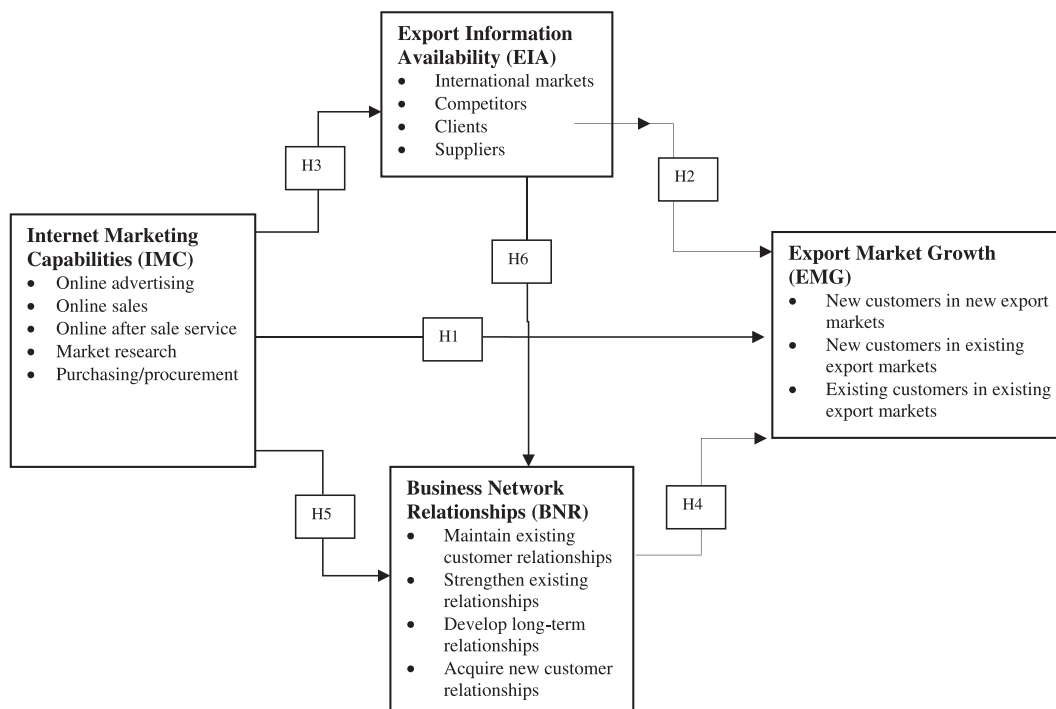 Export Information
Availability (EIA)
• International markets
• Competitors
• Clients
• Suppliers
H3
H2
Internet Marketing
Capabilities (IMC)
• Online advertising
• Online sales
• Online after sale service
• Market research
• Purchasing/procurement
H6
H1
Export Market Growth
(EMG)
• New customers in new export
markets
• New customers in existing
export markets
• Existing customers in existing
export markets
H5
Business Network
Relationships (BNR)
• Maintain existing
customer relationships
• Strengthen existing
relationships
• Develop long-term
relationships
• Acquire new customer
relationships
H4